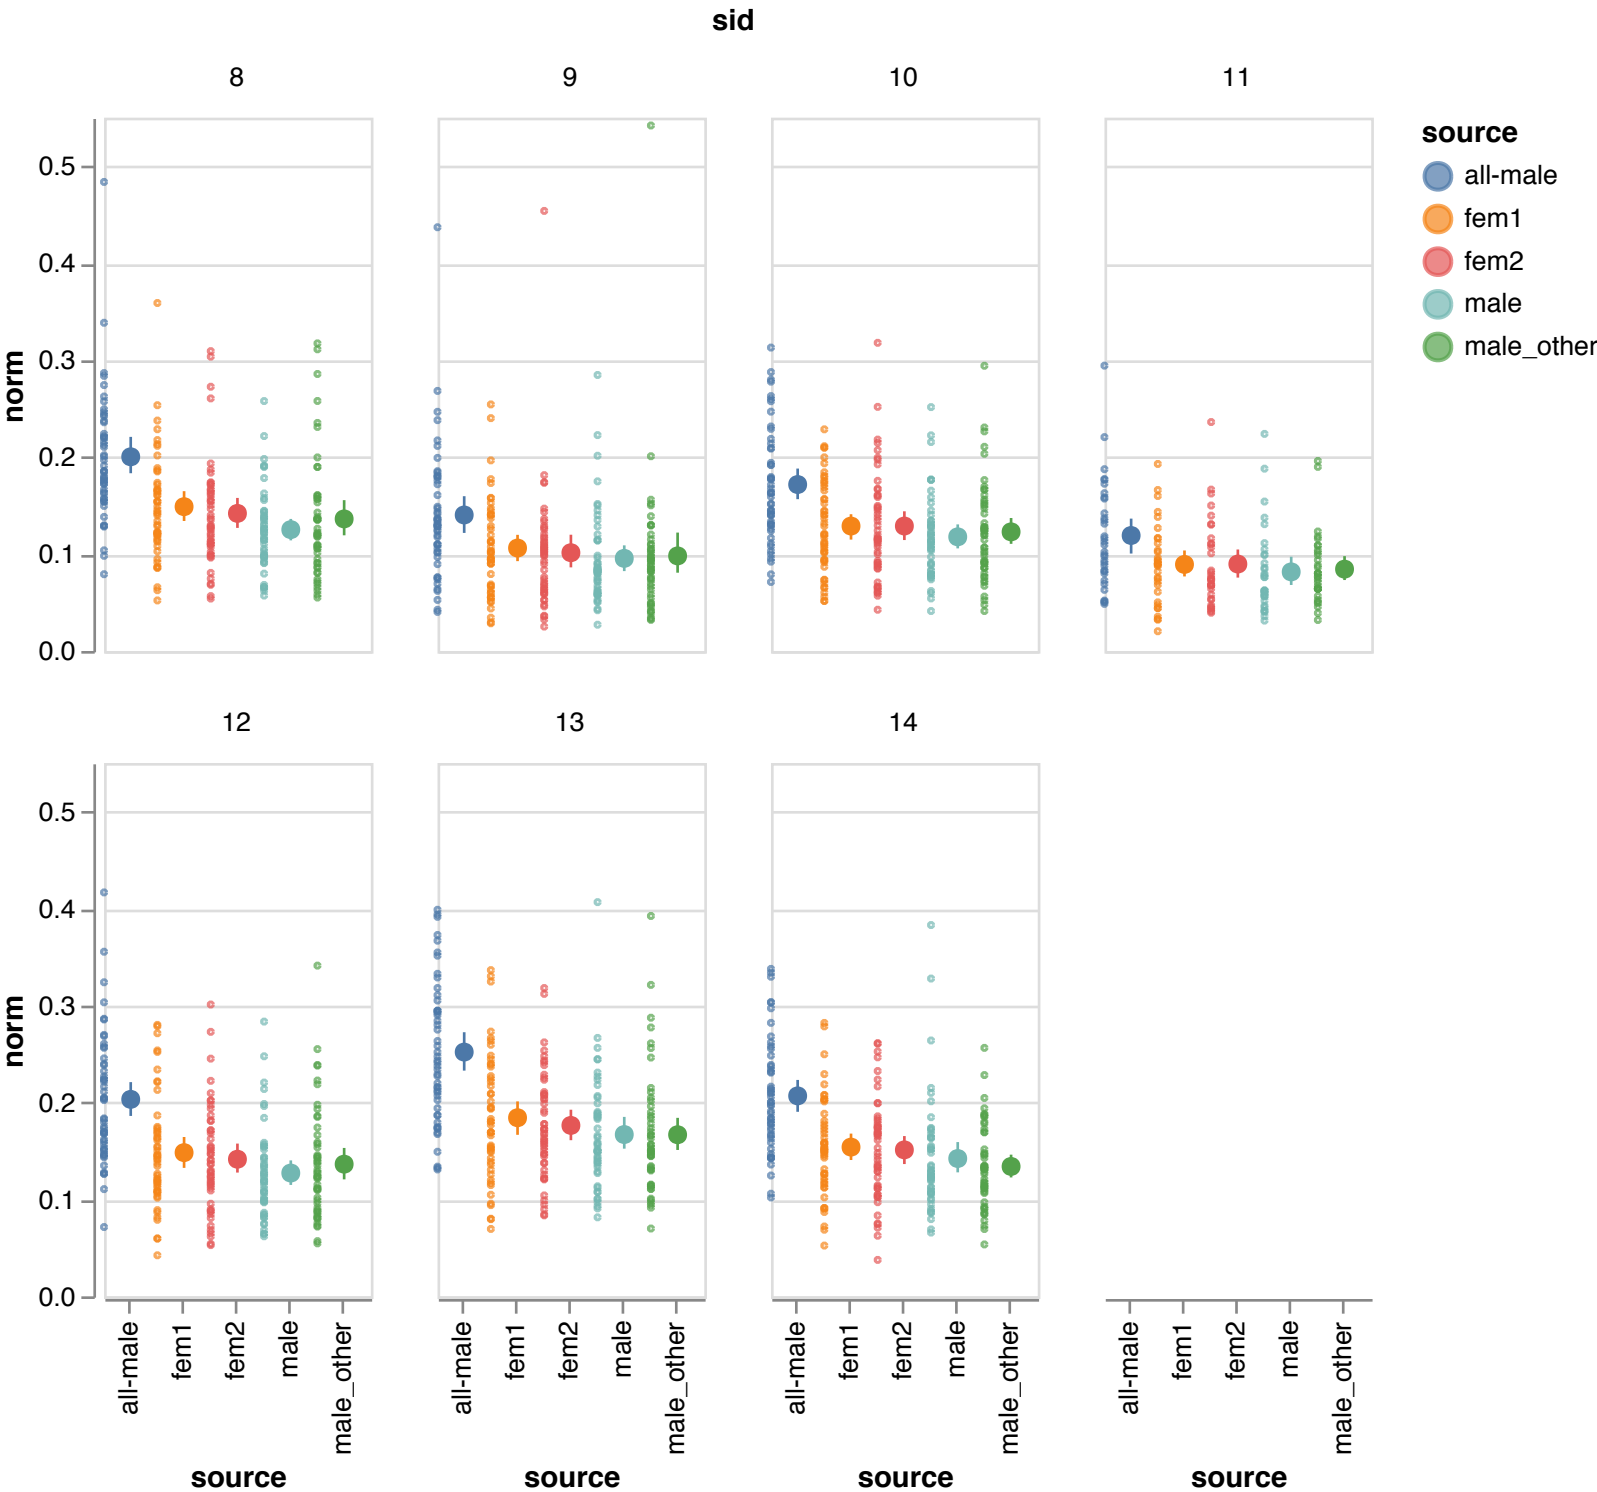 sid
8 9 10 11
norm
0.5
0.4
0.3
0.2
0.1
0.0
source
all-male
fem1
fem2
male
male_other
12 13 14
norm
0.5
0.4
0.3
0.2
0.1
0.0
all-male fem1 fem2 male male_other
all-male fem1 fem2 male male_other
all-male fem1 fem2 male male_other
all-male fem1 fem2 male male_other
source source source source